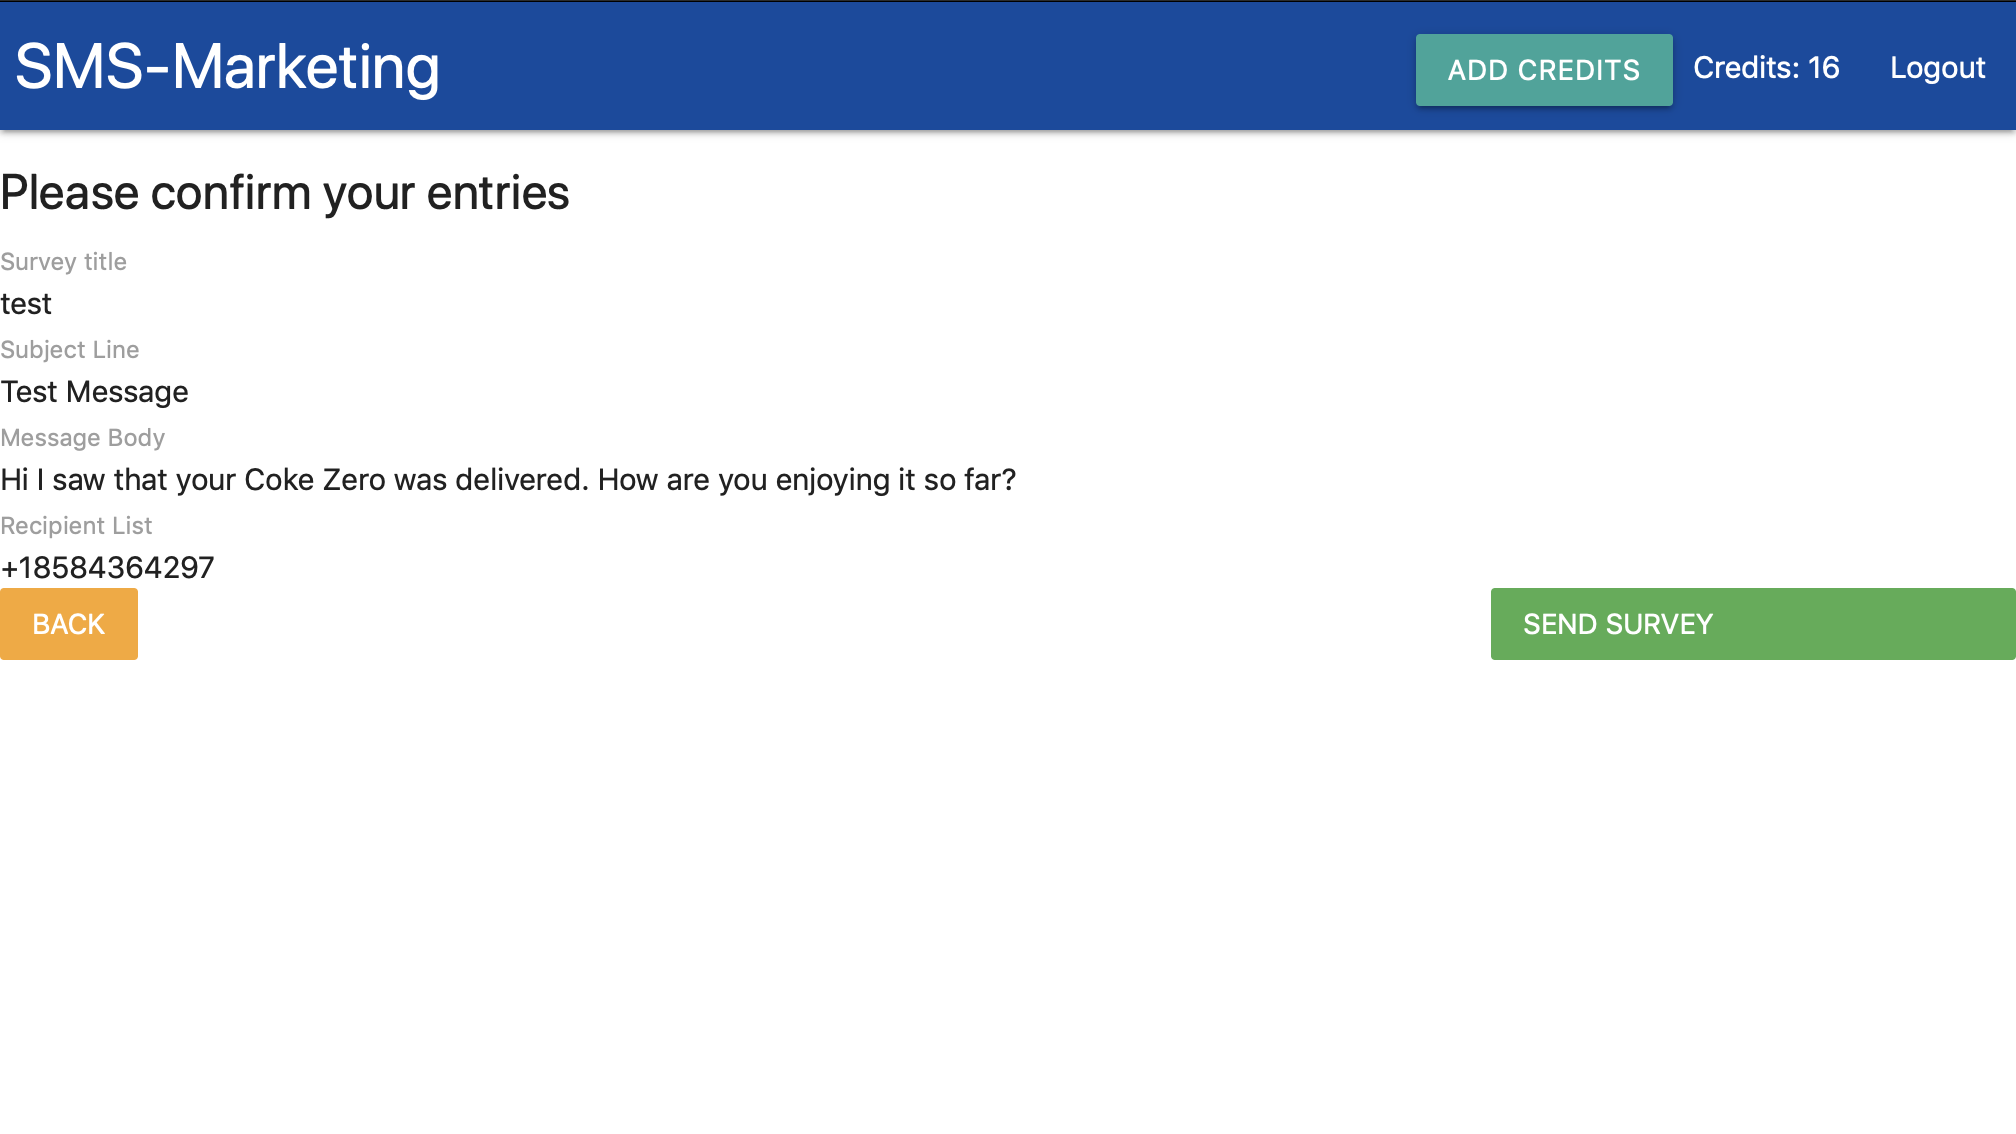 SMS-Marketing
ADD CREDITS
Credits: 16
Logout
Please confirm your entries
Survey title
test
Subject Line
Test Message
Message Body
Hi I saw that your Coke Zero was delivered. How are you enjoying it so far?
Recipient List
+18584364297
BACK
SEND SURVEY